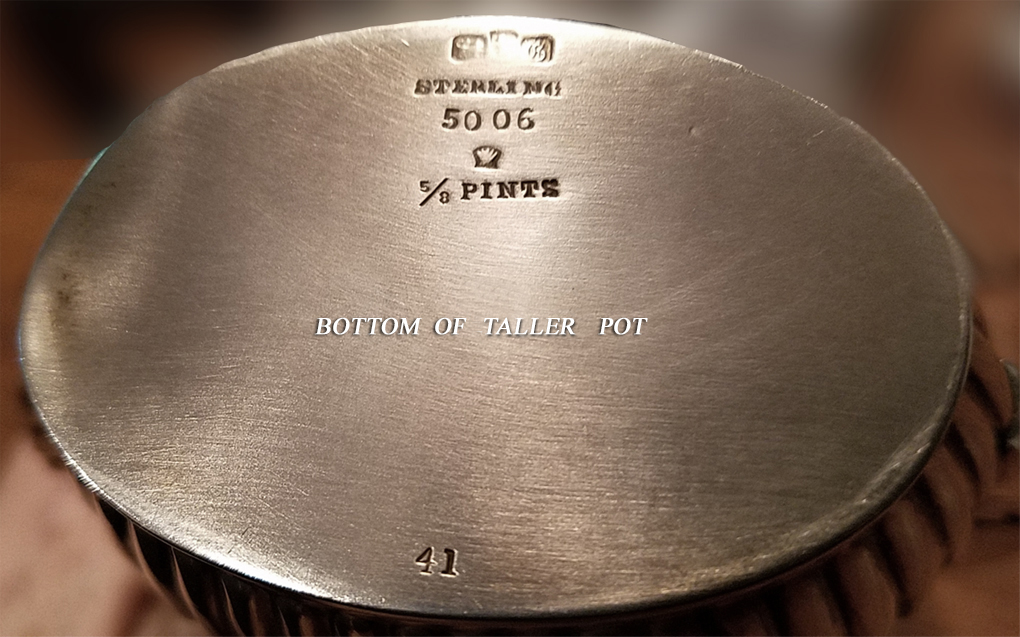 STERLING
5006
5/8 PINTS
BOTTOM OF TALLER POT
41